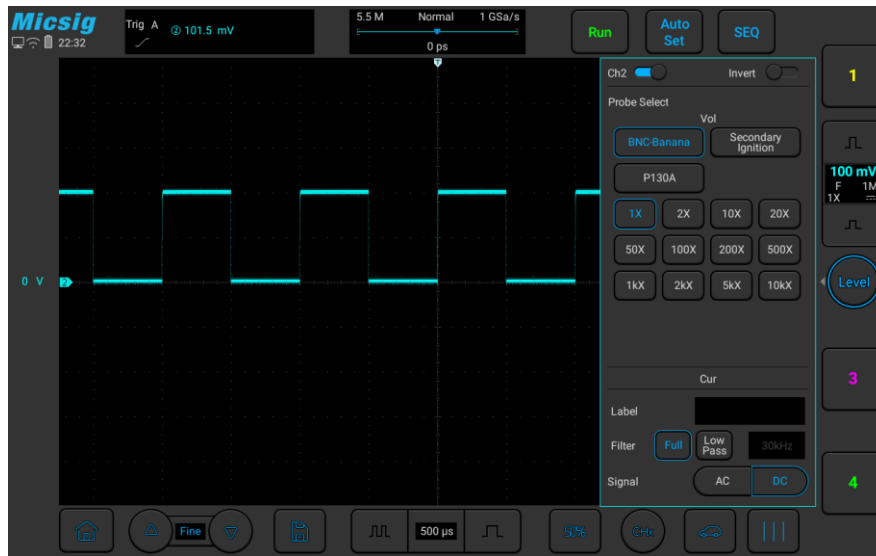 Micsig
22:32
Trig A
② 101.5 mV
5.5 M Normal 1 GSa/s
0 ps
Run
Auto
Set
SEQ
T
Ch2 Invert
Probe Select
Vol
BNC-Banana
Secondary
Ignition
P130A
1X 2X 10X 20X
50X 100X 200X 500X
1kX 2kX 5kX 10kX
Cur
Label
Filter Full Low
Pass 30kHz
Signal AC DC
0 V 2
1
100 mV
F 1M
1X
Level
3
4
Fine
500 µs
50%
CHx